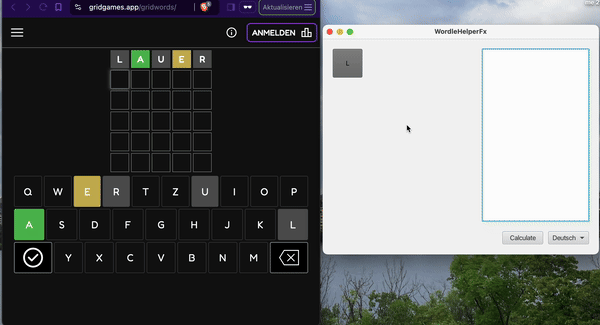 gridgames.app/gridwords/
Aktualisieren
ANMELDEN
L A U E R
Q W E R T Z U I O P
A S D F G H J K L
Y X C V B N M
WordleHelperFx
L
Calculate
Deutsch